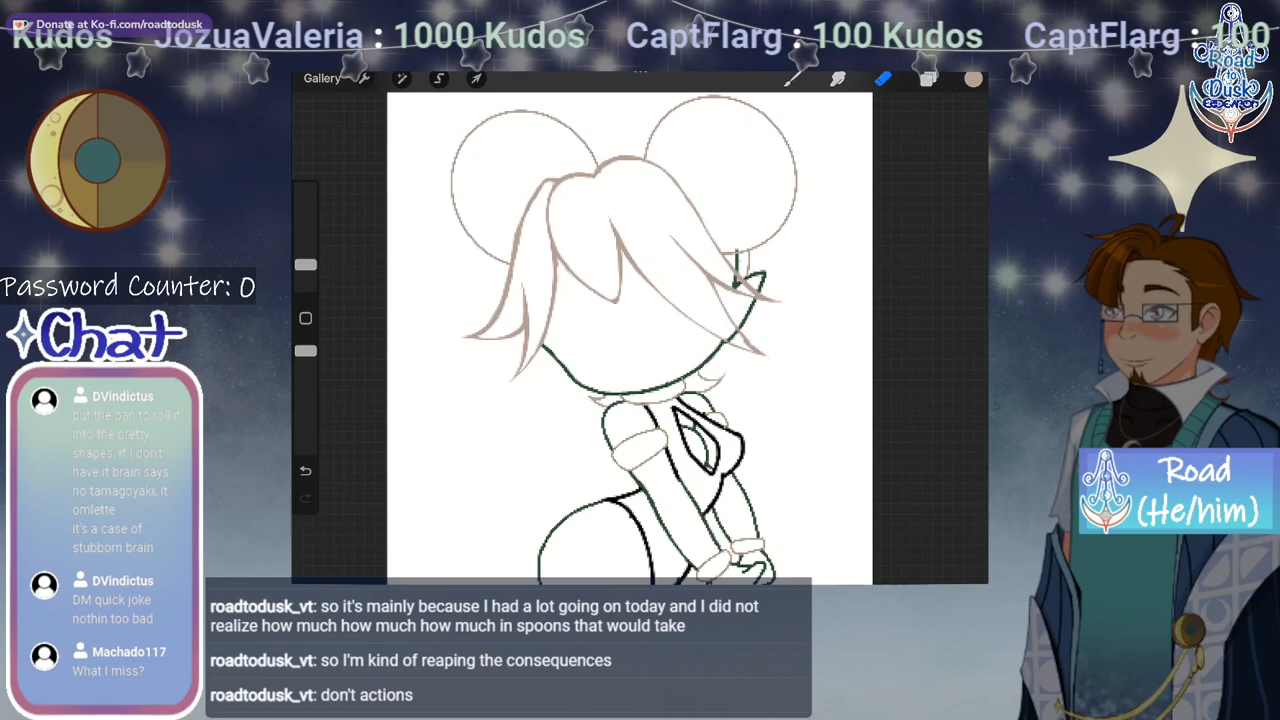 Donate at Ko-fi.com/roadtodusk
Kudos JozuaValeria : 1000 Kudos CaptFlarg : 100 Kudos CaptFlarg : 100
Road
to
Dusk
Gallery
Password Counter: 0
Chat
DVindictus
but the pan to roll it
into the pretty
shapes, if I don't
have it brain says
no tamagoyaki, it
omlette
it's a case of
stubborn brain
DVindictus
DM quick joke
nothin too bad
Machado117
What I miss?
roadtodusk_vt: so it's mainly because I had a lot going on today and I did not
realize how much how much how much in spoons that would take
roadtodusk_vt: so I'm kind of reaping the consequences
roadtodusk_vt: don't actions
Road
(He/him)